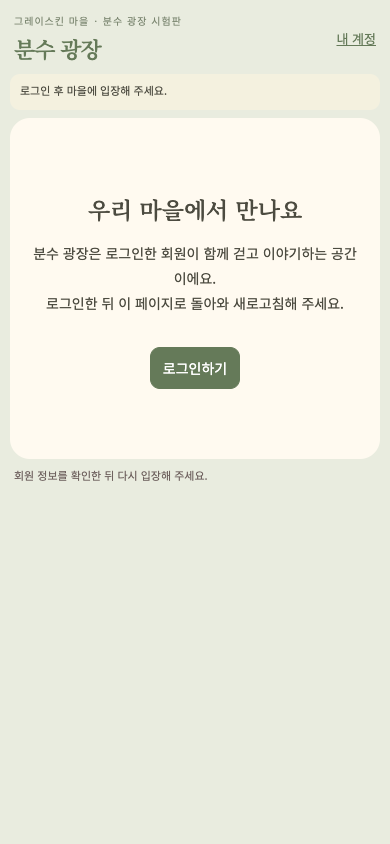 그레이스킨 마을 · 분수 광장 시험판
분수 광장
내 계정
로그인 후 마을에 입장해 주세요.
우리 마을에서 만나요
분수 광장은 로그인한 회원이 함께 걷고 이야기하는 공간
이에요.
로그인한 뒤 이 페이지로 돌아와 새로고침해 주세요.
로그인하기
회원 정보를 확인한 뒤 다시 입장해 주세요.